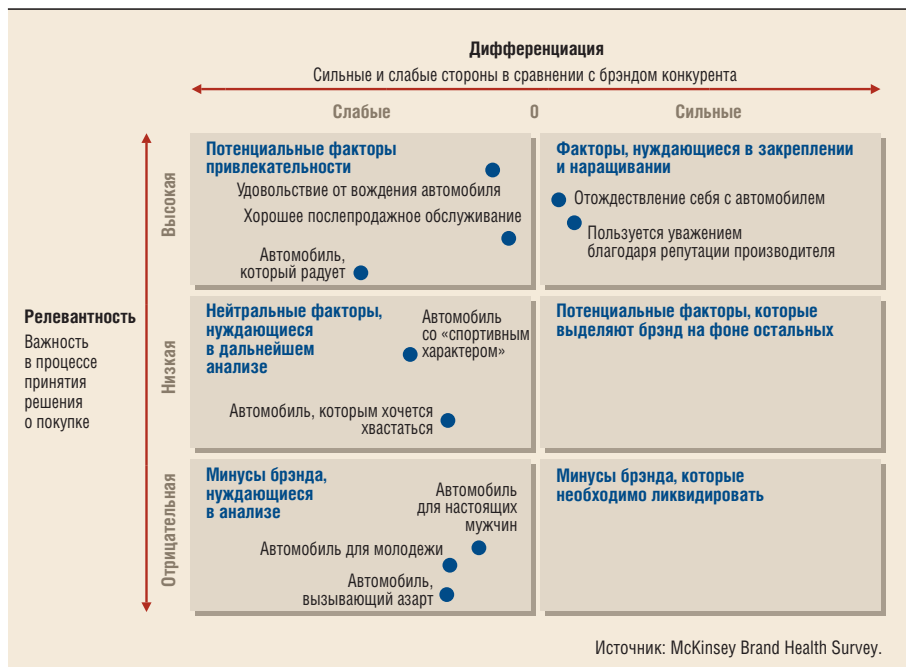 Дифференциация
Сильные и слабые стороны в сравнении с брэндом конкурента
Слабые
0
Сильные
Релевантность
Важность
в процессе
принятия
решения
о покупке
Высокая
Потенциальные факторы
привлекательности
Удовольствие от вождения автомобиля
Хорошее послепродажное обслуживание
Автомобиль,
который радует
Факторы, нуждающиеся в закреплении
и наращивании
Отождествление себя с автомобилем
Пользуется уважением
благодаря репутации производителя
Низкая
Нейтральные факторы,
нуждающиеся
в дальнейшем
анализе
Автомобиль
со «спортивным
характером»
Автомобиль, которым хочется
хвастаться
Потенциальные факторы, которые
выделяют брэнд на фоне остальных
Отрицательная
Минусы брэнда,
нуждающиеся
в анализе
Автомобиль
для настоящих
мужчин
Автомобиль для молодежи
Автомобиль,
вызывающий азарт
Минусы брэнда, которые
необходимо ликвидировать
Источник: McKinsey Brand Health Survey.